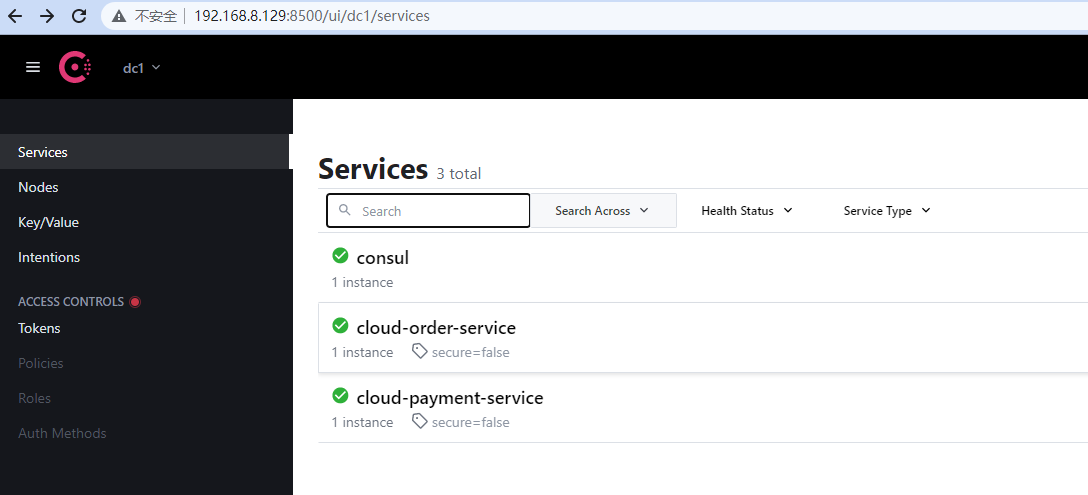 不安全 192.168.8.129:8500/ui/dc1/services
dc1
Services
Nodes
Key/Value
Intentions
ACCESS CONTROLS
Tokens
Policies
Roles
Auth Methods
Services 3 total
Search Search Across Health Status Service Type
consul
1 instance
cloud-order-service
1 instance secure=false
cloud-payment-service
1 instance secure=false